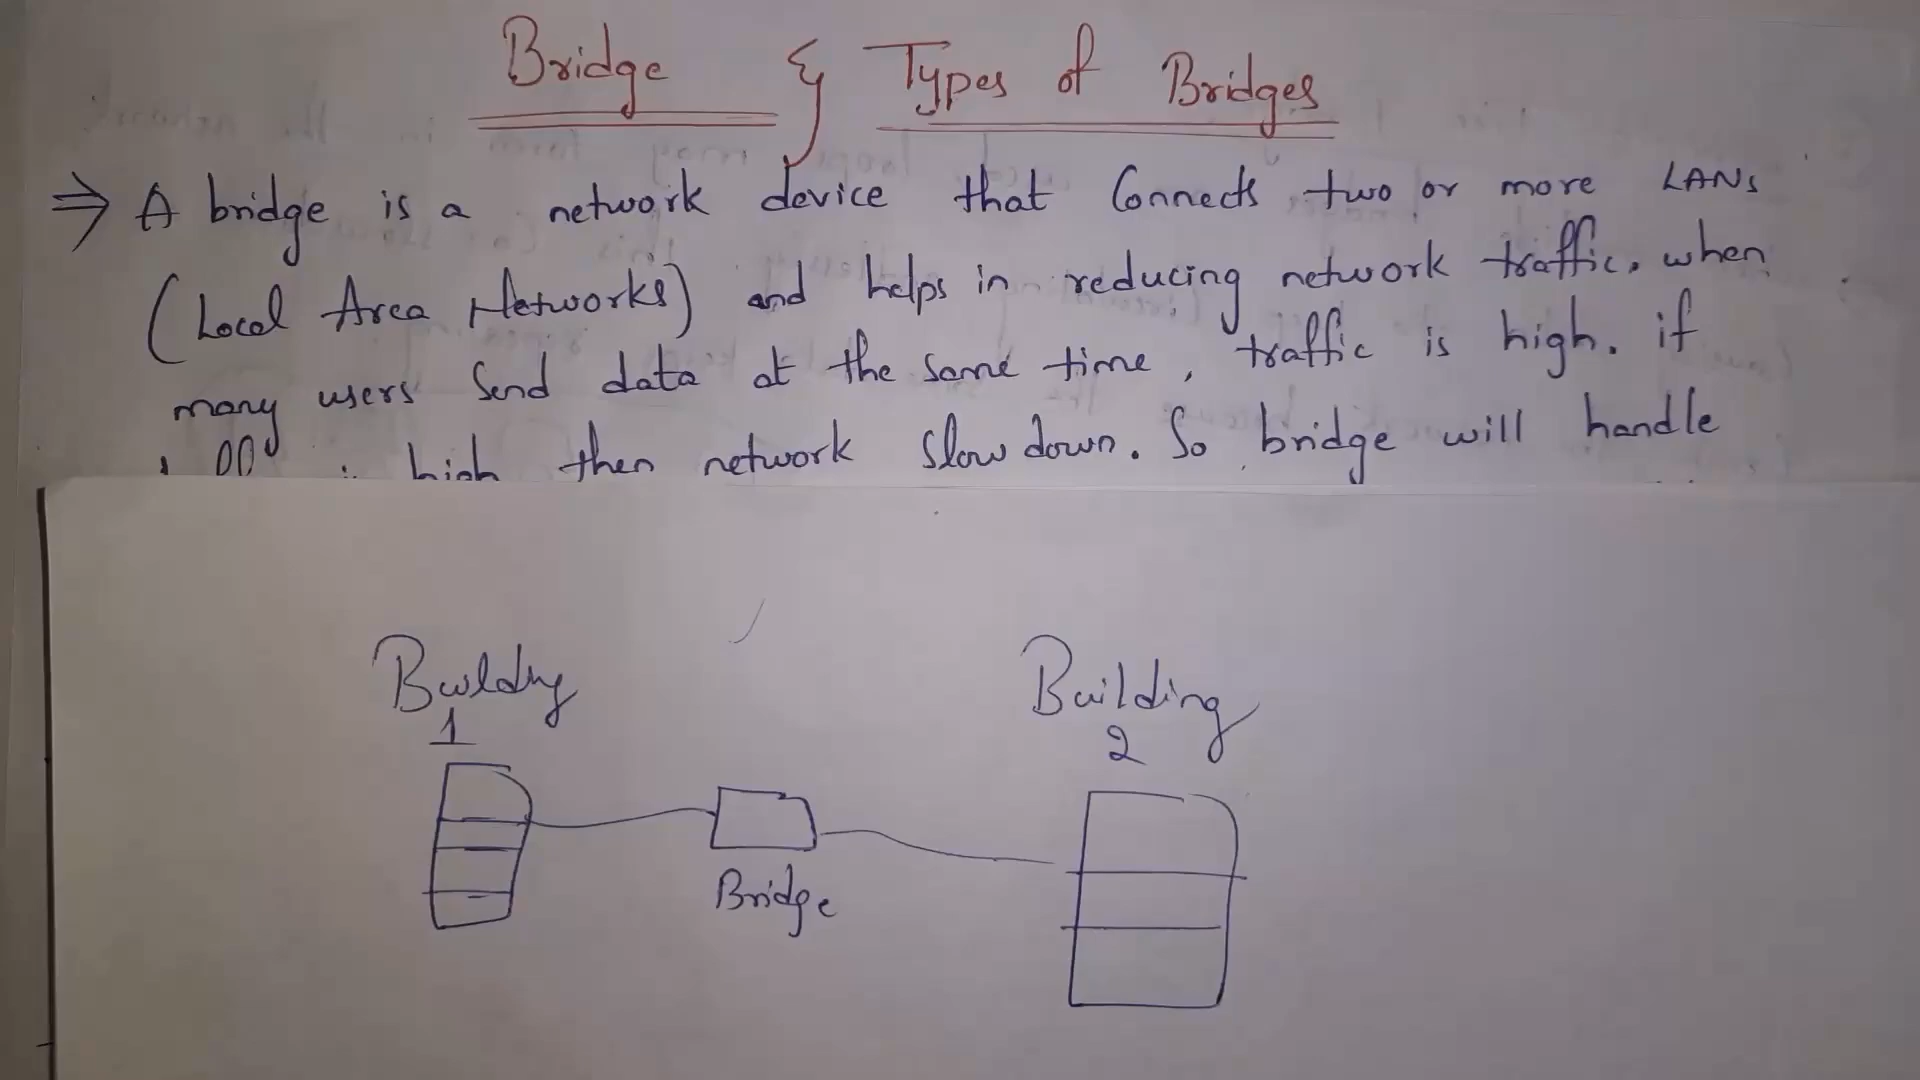 Bridge & Types of Bridges
⇒ A bridge is a network device that Connects two or more LANs
(Local Area Networks) and helps in reducing network traffic. when
many users Send data at the same time, traffic is high. if
high then network slow down. So bridge will handle
Building Building
1 2
Bridge